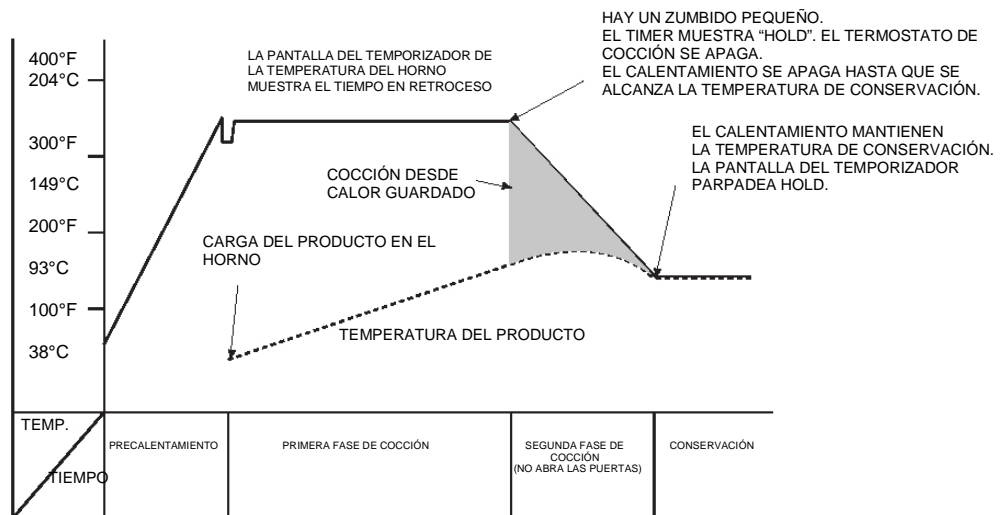 400°F
204°C
300°F
149°C
200°F
93°C
100°F
38°C
LA PANTALLA DEL TEMPORIZADOR DE
LA TEMPERATURA DEL HORNO
MUESTRA EL TIEMPO EN RETROCESO
HAY UN ZUMBIDO PEQUEÑO.
EL TIMER MUESTRA “HOLD”. EL TERMOSTATO DE
COCCIÓN SE APAGA.
EL CALENTAMIENTO SE APAGA HASTA QUE SE
ALCANZA LA TEMPERATURA DE CONSERVACIÓN.
EL CALENTAMIENTO MANTIENEN
LA TEMPERATURA DE CONSERVACIÓN.
LA PANTALLA DEL TEMPORIZADOR
PARPADEA HOLD.
COCCIÓN DESDE
CALOR GUARDADO
CARGA DEL PRODUCTO EN EL
HORNO
TEMPERATURA DEL PRODUCTO
TEMP.
TIEMPO
PRECALENTAMIENTO
PRIMERA FASE DE COCCIÓN
SEGUNDA FASE DE
COCCIÓN
(NO ABRA LAS PUERTAS)
CONSERVACIÓN